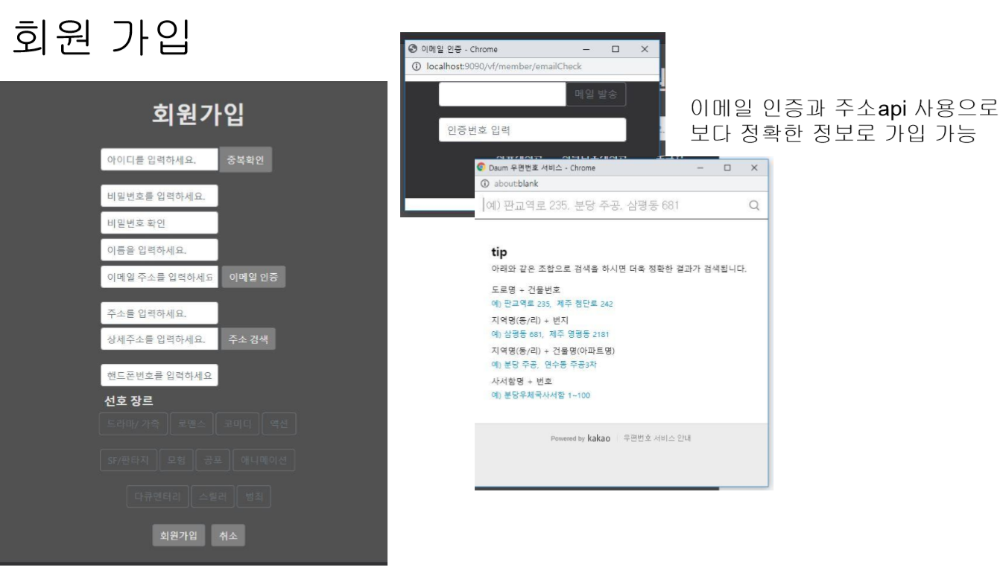 회원 가입
회원가입
아이디를 입력하세요. 중복확인
비밀번호를 입력하세요.
비밀번호 확인
이름을 입력하세요.
이메일 주소를 입력하세요 이메일 인증
주소를 입력하세요.
상세주소를 입력하세요. 주소 검색
핸드폰번호를 입력하세요
선호 장르
드라마/ 가족 로맨스 코미디 액션
SF/판타지 모험 공포 애니메이션
다큐멘터리 스릴러 범죄
회원가입 취소
이메일 인증 - Chrome
localhost:9090/vf/member/emailCheck
메일 발송
인증번호 입력
Daum 우편번호 서비스 - Chrome
about:blank
예) 판교역로 235, 분당 주공, 삼평동 681
tip
아래와 같은 조합으로 검색을 하시면 더욱 정확한 결과가 검색됩니다.
도로명 + 건물번호
예) 판교역로 235, 제주 첨단로 242
지역명(동/리) + 번지
예) 삼평동 681, 제주 영평동 2181
지역명(동/리) + 건물명(아파트명)
예) 분당 주공, 연수동 주공3차
사서함명 + 번호
예) 분당우체국사서함 1~100
Powered by kakao 우편번호 서비스 안내
이메일 인증과 주소api 사용으로
보다 정확한 정보로 가입 가능